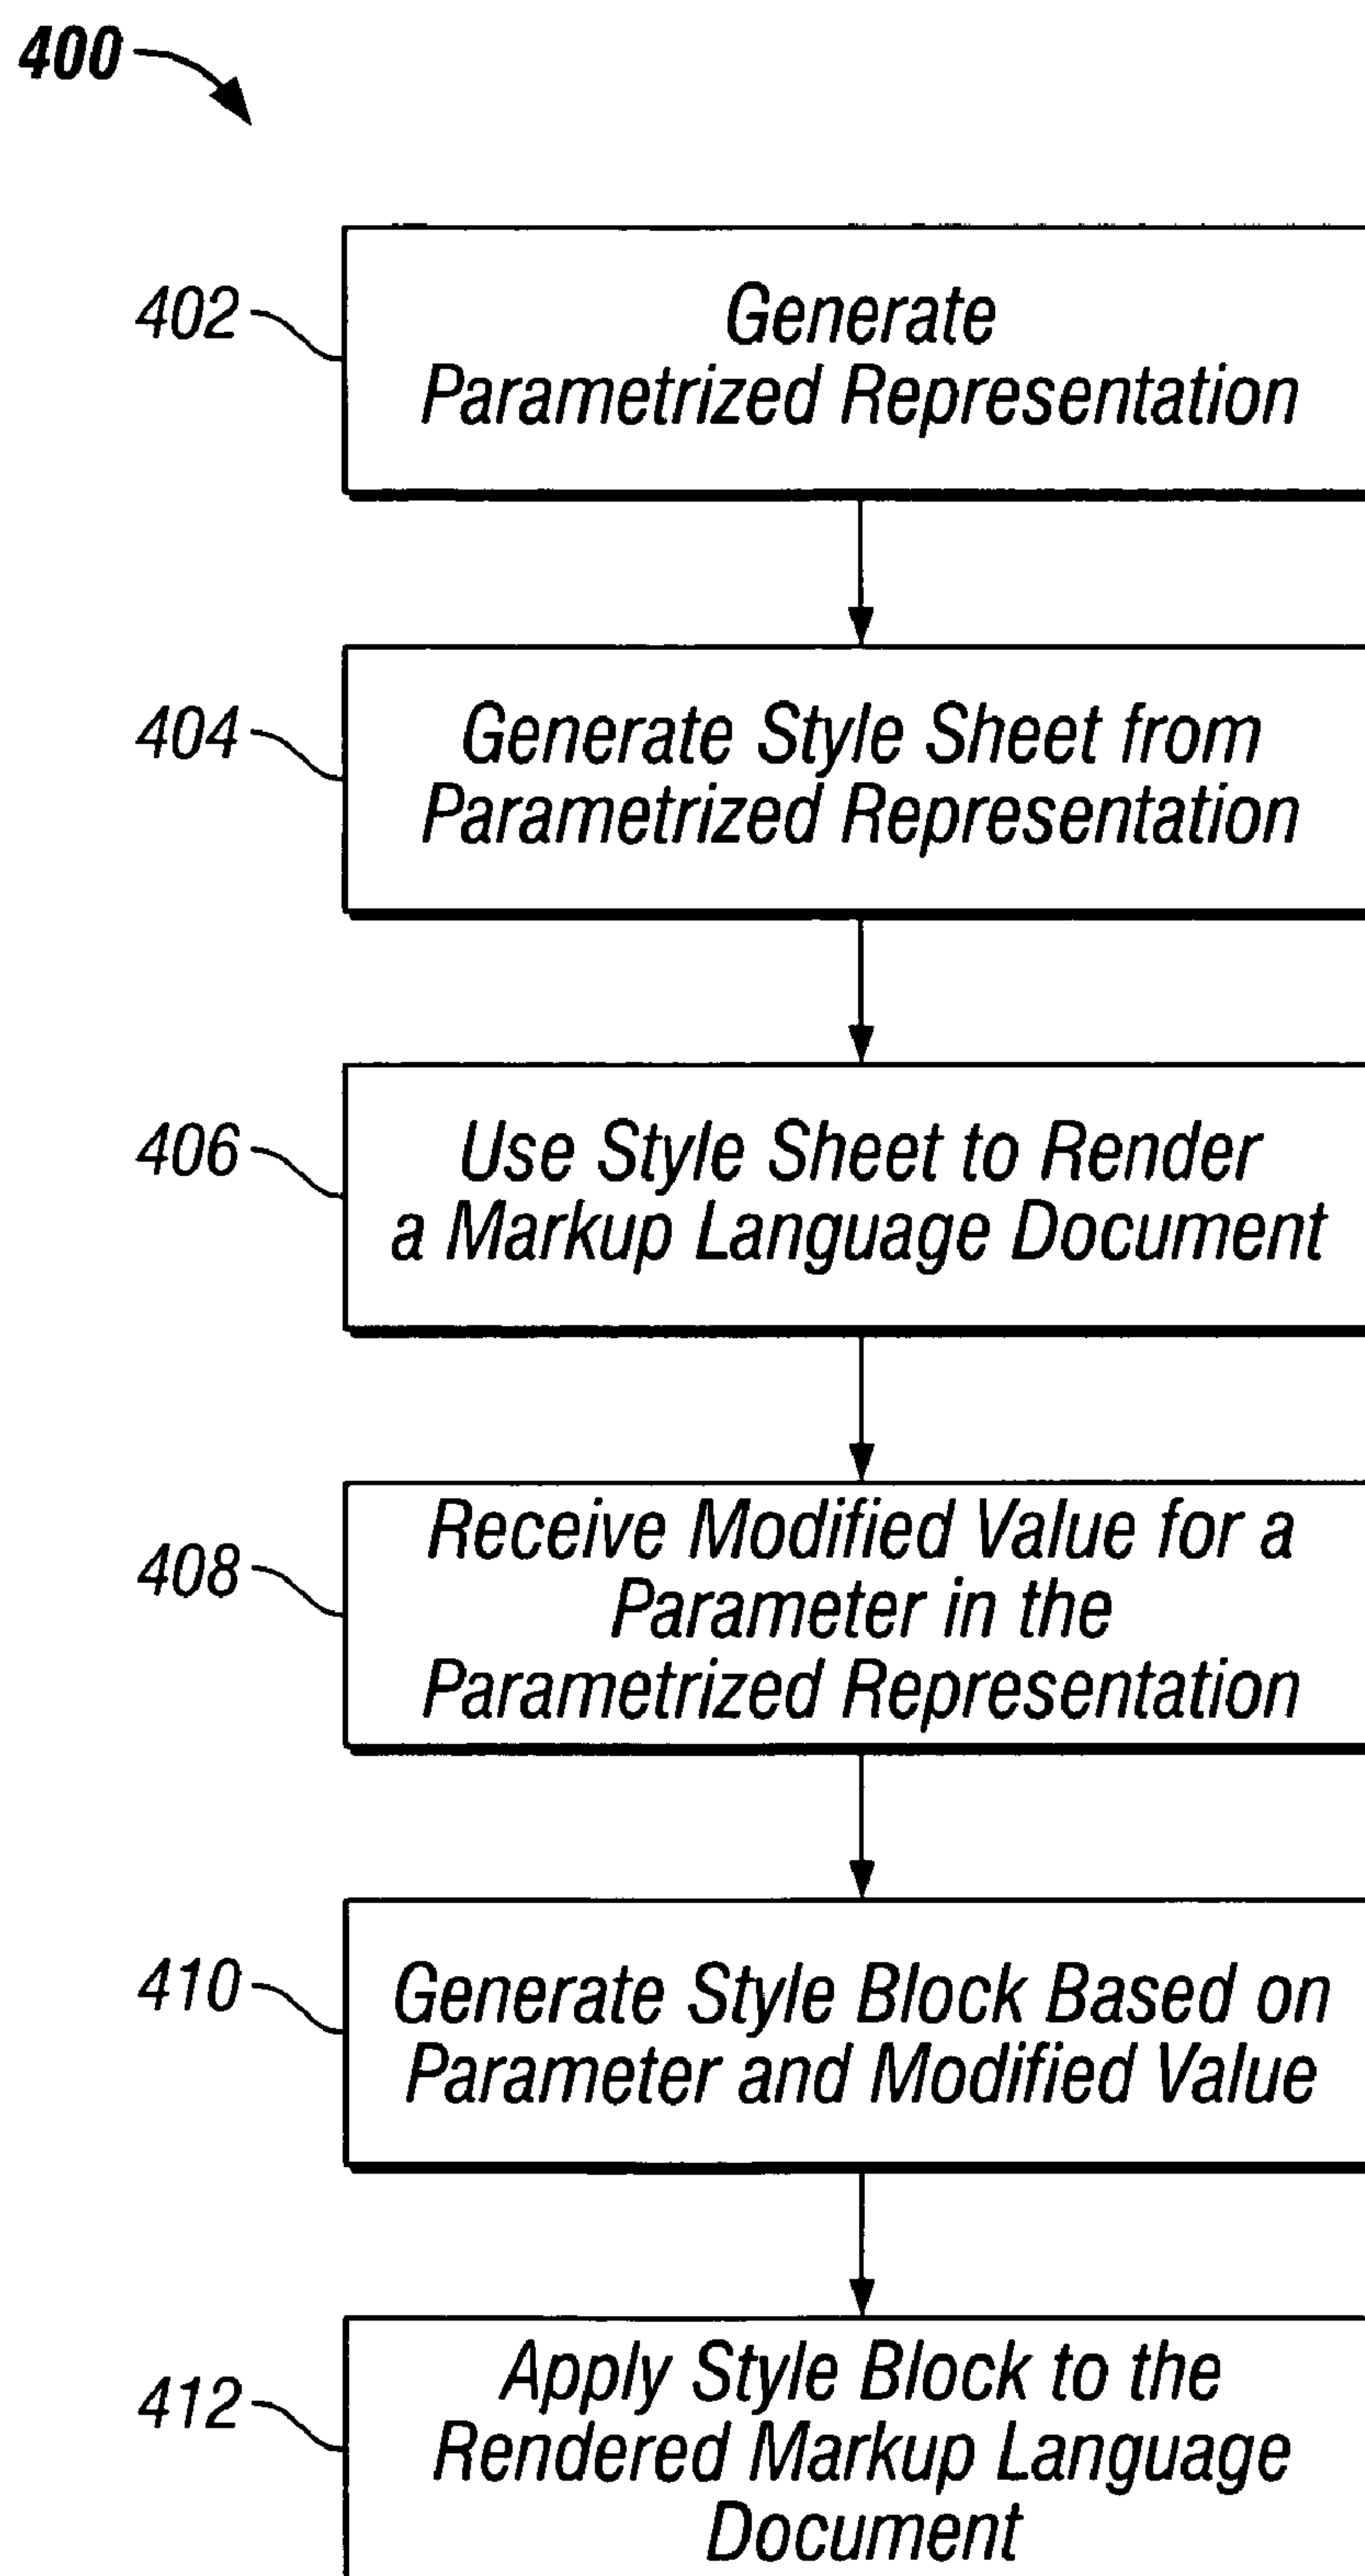 400
402
Generate
Parametrized Representation
404
Generate Style Sheet from
Parametrized Representation
406
Use Style Sheet to Render
a Markup Language Document
408
Receive Modified Value for a
Parameter in the
Parametrized Representation
410
Generate Style Block Based on
Parameter and Modified Value
412
Apply Style Block to the
Rendered Markup Language
Document